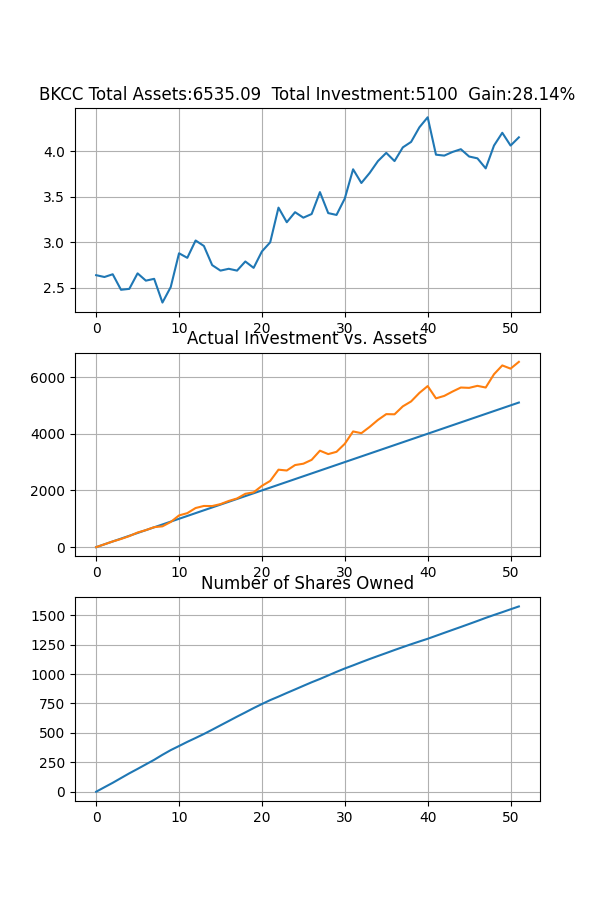 BKCC Total Assets:6535.09 Total Investment:5100 Gain:28.14%
4.0
3.5
3.0
2.5
0 10 20 30 40 50
Actual Investment vs. Assets
6000
4000
2000
0
0 10 20 30 40 50
Number of Shares Owned
1500
1250
1000
750
500
250
0
0 10 20 30 40 50